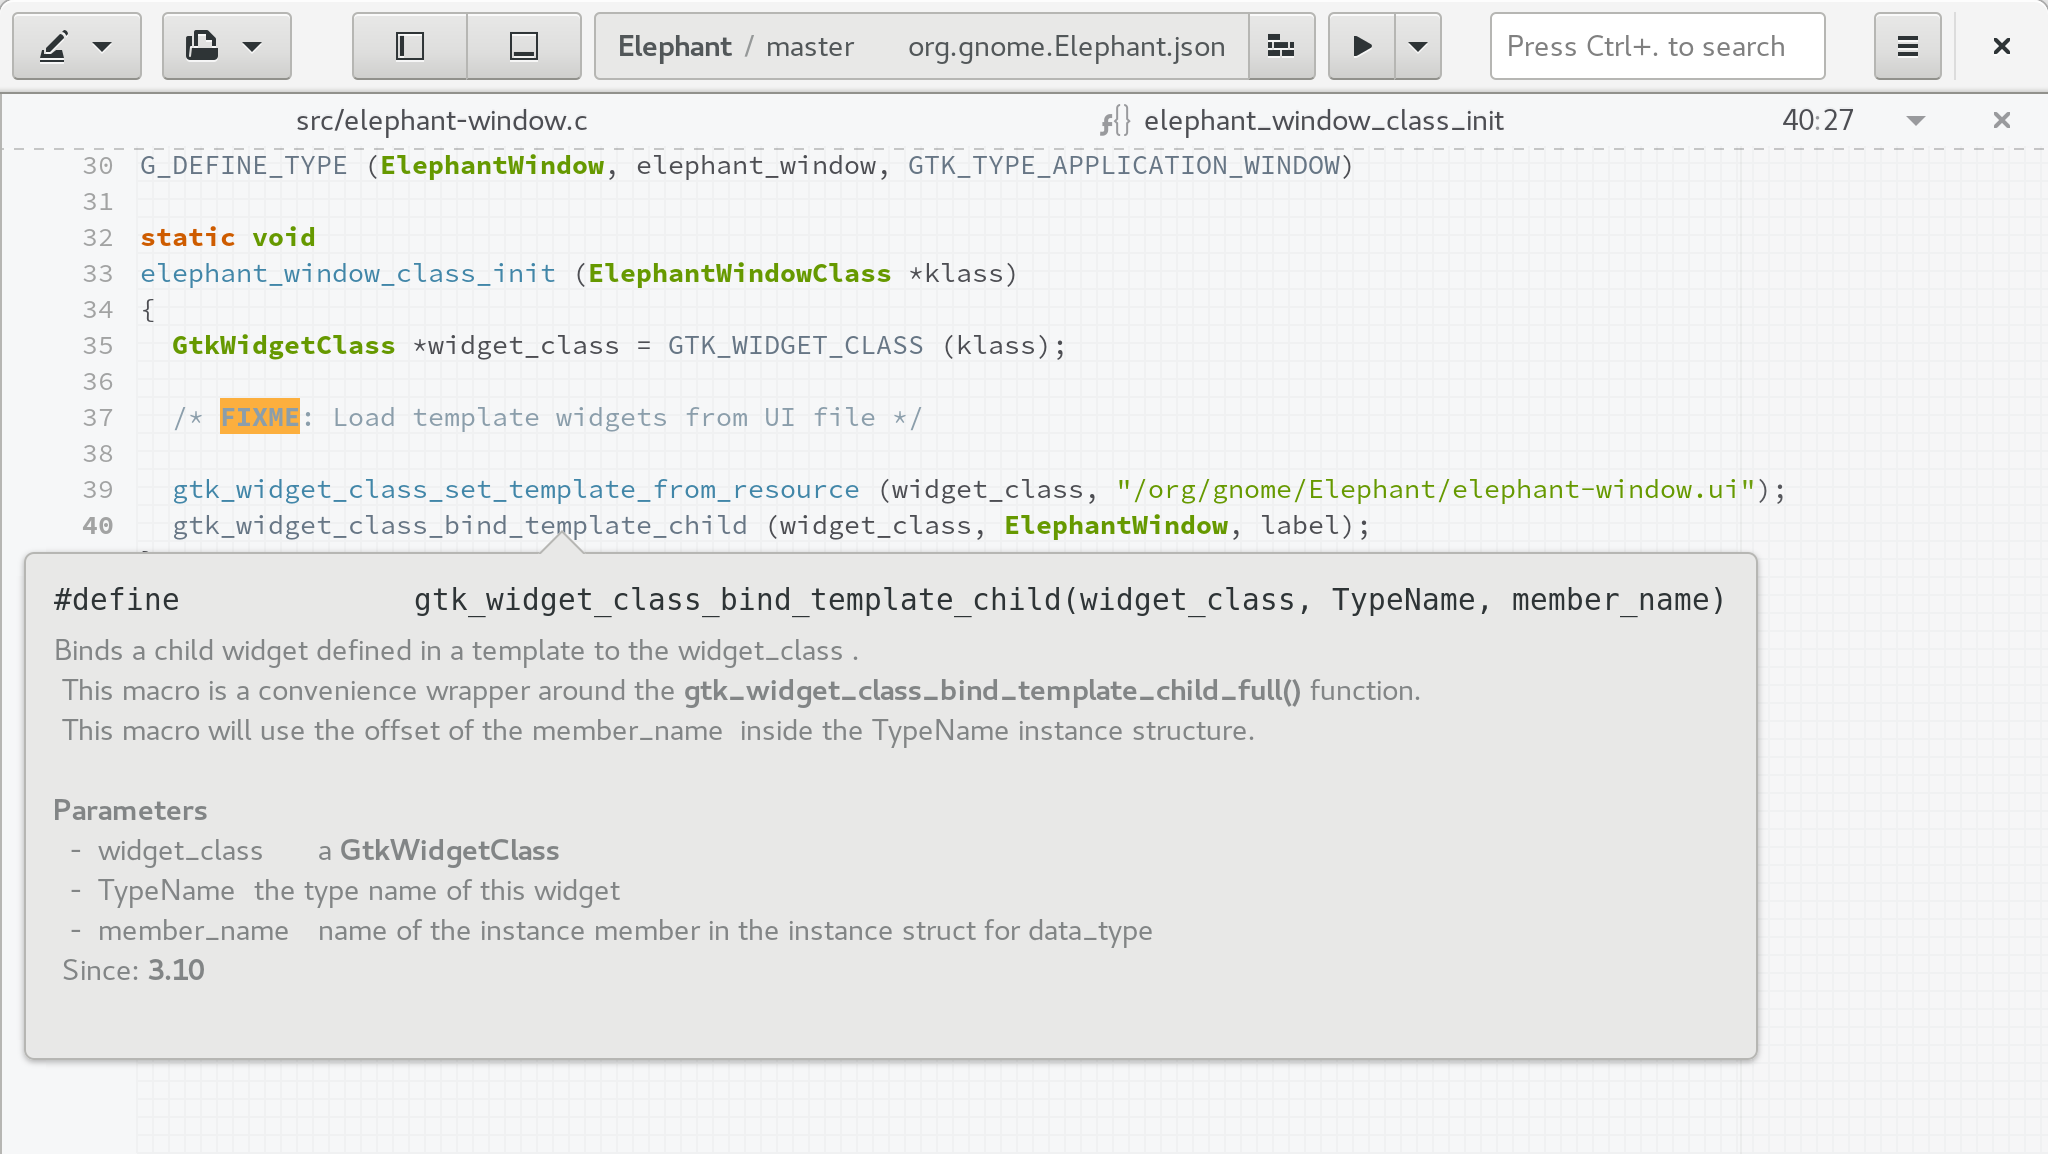 Elephant / master org.gnome.Elephant.json Press Ctrl+. to search
src/elephant-window.c f{} elephant_window_class_init 40:27
30 G_DEFINE_TYPE (ElephantWindow, elephant_window, GTK_TYPE_APPLICATION_WINDOW)
31
32 static void
33 elephant_window_class_init (ElephantWindowClass *klass)
34 {
35 GtkWidgetClass *widget_class = GTK_WIDGET_CLASS (klass);
36
37 /* FIXME: Load template widgets from UI file */
38
39 gtk_widget_class_set_template_from_resource (widget_class, "/org/gnome/Elephant/elephant-window.ui");
40 gtk_widget_class_bind_template_child (widget_class, ElephantWindow, label);
#define gtk_widget_class_bind_template_child(widget_class, TypeName, member_name)
Binds a child widget defined in a template to the widget_class .
This macro is a convenience wrapper around the gtk_widget_class_bind_template_child_full() function.
This macro will use the offset of the member_name inside the TypeName instance structure.
Parameters
- widget_class a GtkWidgetClass
- TypeName the type name of this widget
- member_name name of the instance member in the instance struct for data_type
Since: 3.10